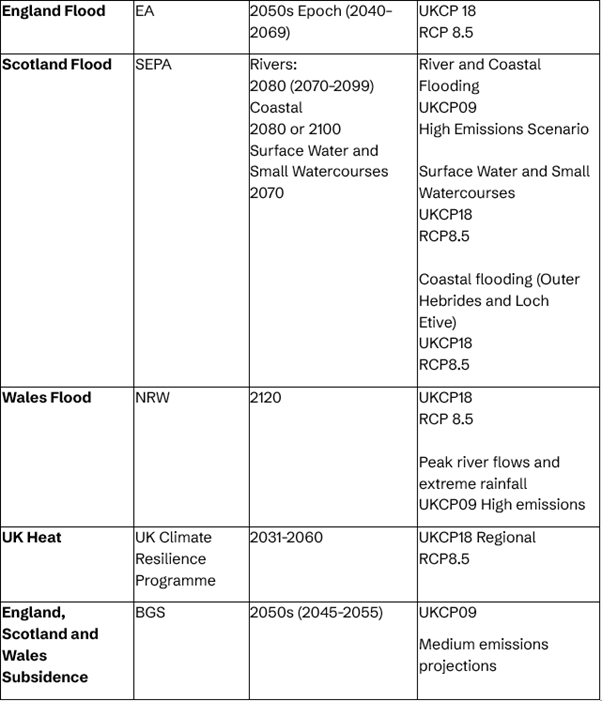 England Flood
EA
2050s Epoch (2040-
2069)
UKCP 18
RCP 8.5
Scotland Flood
SEPA
Rivers:
2080 (2070-2099)
Coastal
2080 or 2100
Surface Water and
Small Watercourses
2070
River and Coastal
Flooding
UKCP09
High Emissions Scenario
Surface Water and Small
Watercourses
UKCP18
RCP8.5
Coastal flooding (Outer
Hebrides and Loch
Etive)
UKCP18
RCP8.5
Wales Flood
NRW
2120
UKCP18
RCP 8.5
Peak river flows and
extreme rainfall
UKCP09 High emissions
UK Heat
UK Climate
Resilience
Programme
2031-2060
UKCP18 Regional
RCP8.5
England,
Scotland and
Wales
Subsidence
BGS
2050s (2045-2055)
UKCP09
Medium emissions
projections